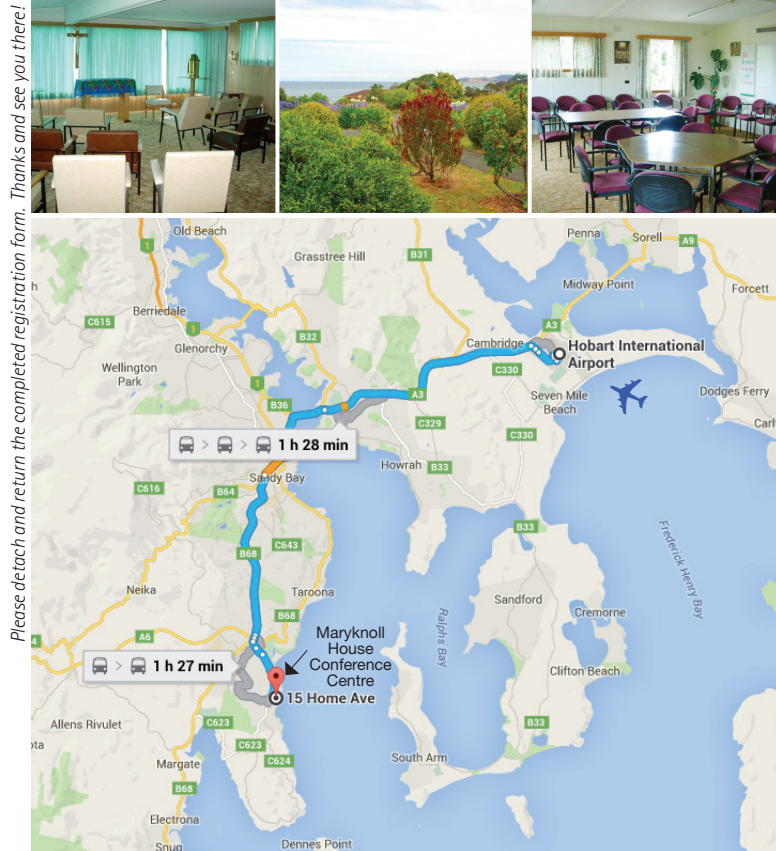 Please detach and return the completed registration form.  Thanks and see you there!
Old Beach
Penna
Sorell
A9
1
B31
Grasstree Hill
Midway Point
Forcett
Berriedale
A3
C615
1
B32
Glenorchy
Cambridge
Hobart International
Airport
Wellington
Park
C330
1
A3
Seven Mile
Beach
Dodges Ferry
B36
C329
C330
Carl
1 h 28 min
Howrah
B33
Sandy Bay
C616
B64
B33
B68
C643
Frederick Henry Bay
Neika
Taroona
Sandford
Cremorne
B68
Ralphs Bay
A6
Maryknoll
House
Conference
Centre
1 h 27 min
Clifton Beach
15 Home Ave
Allens Rivulet
C623
B33
C623
C624
South Arm
Margate
B68
Electrona
Snug
Dennes Point